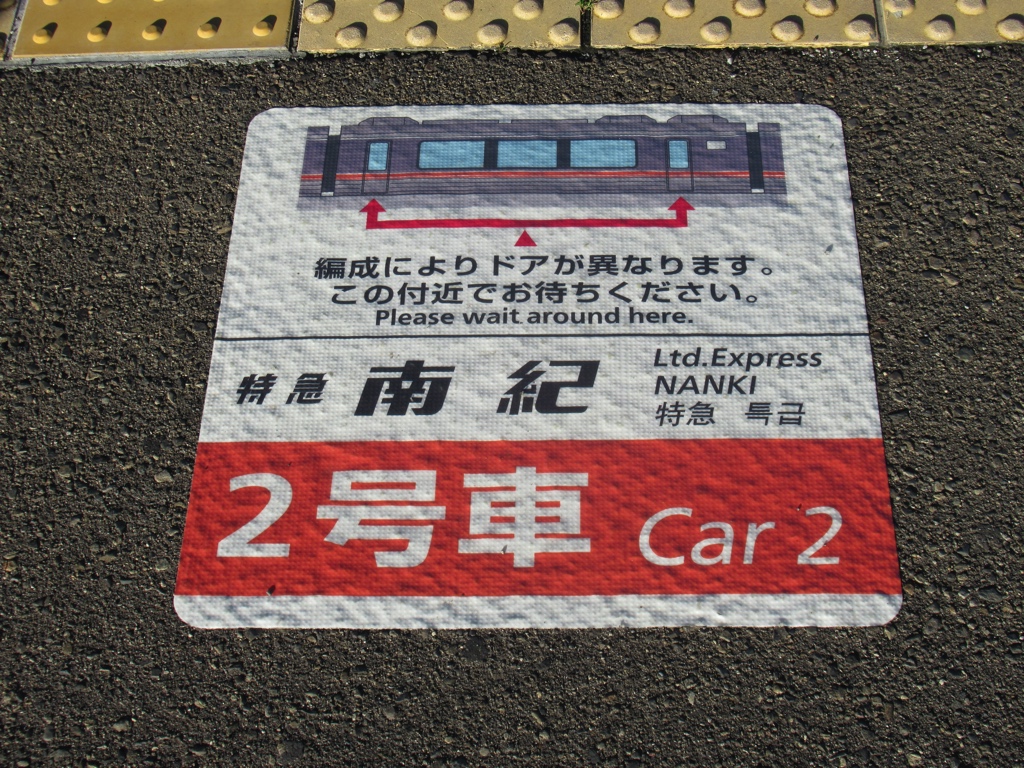 編成によりドアが異なります。
この付近でお待ちください。
Please wait around here.
特急 南紀
Ltd.Express
NANKI
特急 특급
2号車 Car 2